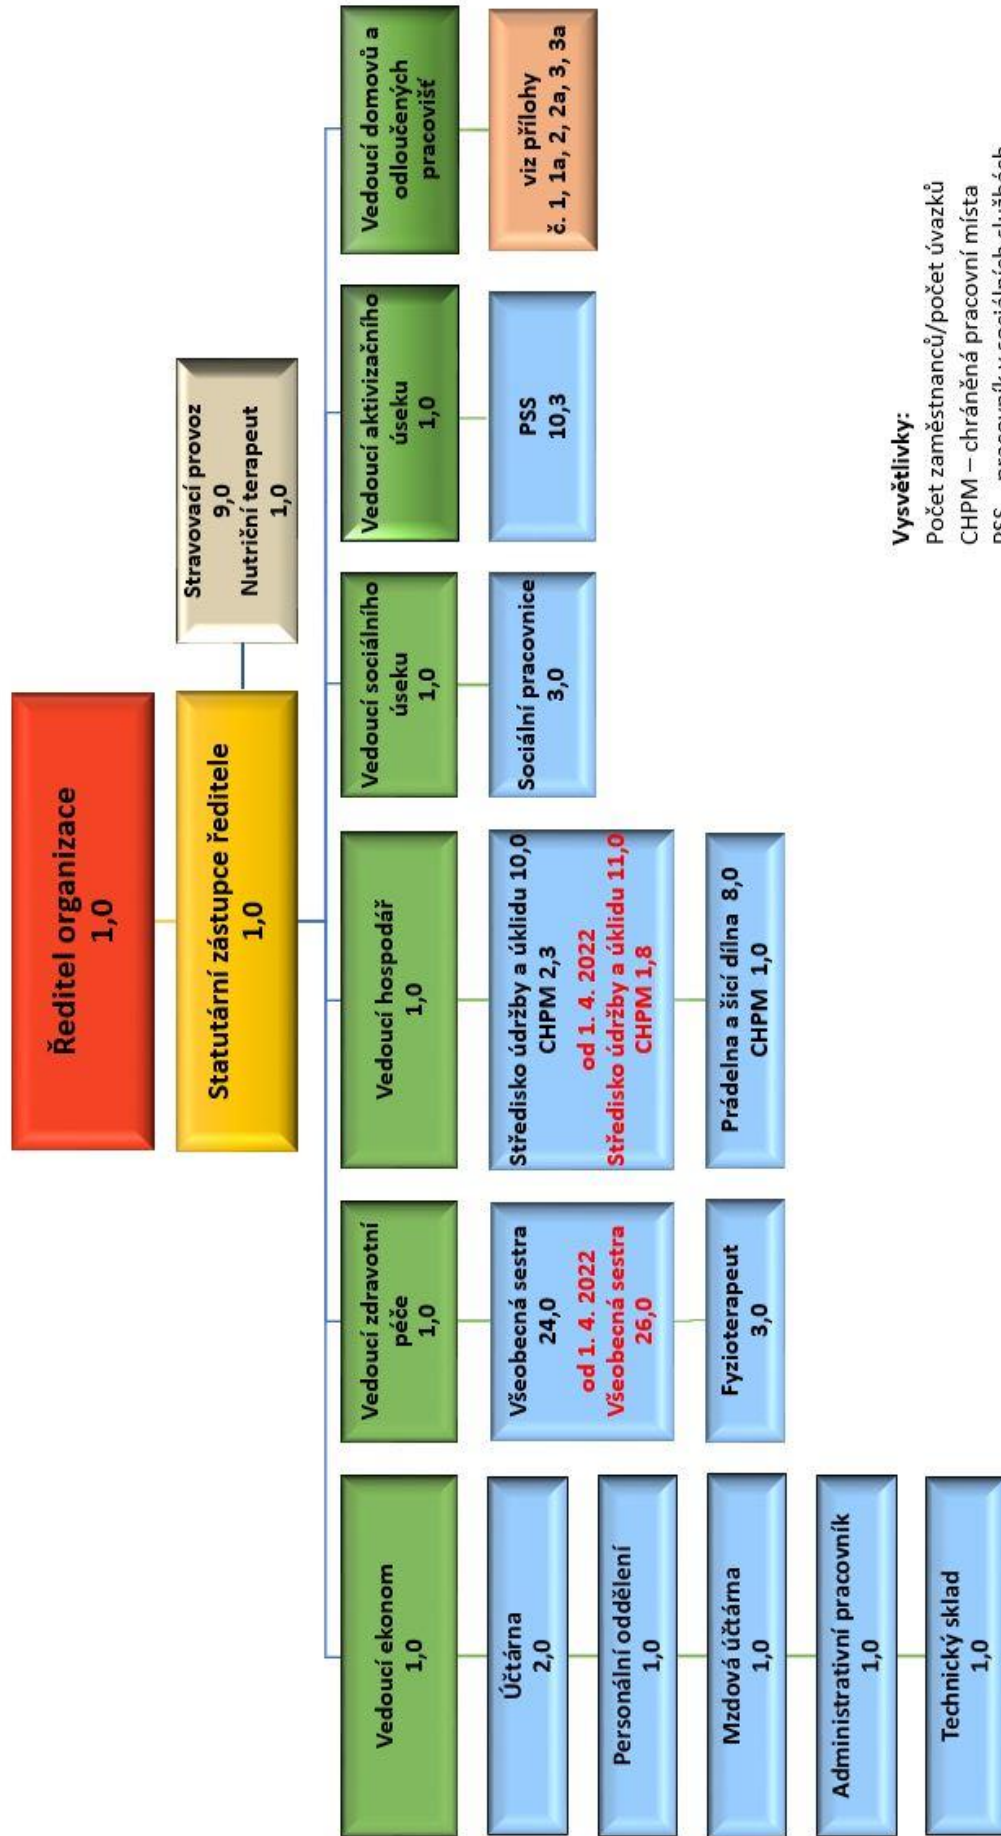 Ředitel organizace
1,0
Statutární zástupce ředitele
1,0
Stravovací provoz
9,0
Nutriční terapeut
1,0
Vedoucí ekonom
1,0
Účtárna
2,0
Personální oddělení
1,0
Mzdová účtárna
1,0
Administrativní pracovník
1,0
Technický sklad
1,0
Vedoucí zdravotní
péče
1,0
Všeobecná sestra
24,0
od 1. 4. 2022
Všeobecná sestra
26,0
Fyzioterapeut
3,0
Vedoucí hospodář
1,0
Středisko údržby a úklidu 10,0
CHPM 2,3
od 1. 4. 2022
Středisko údržby a úklidu 11,0
CHPM 1,8
Prádelna a šicí dílna 8,0
CHPM 1,0
Vedoucí sociálního
úseku
1,0
Sociální pracovnice
3,0
Vedoucí aktivizačního
úseku
1,0
PSS
10,3
Vedoucí domovů a
odloučených
pracovišť
viz přílohy
č. 1, 1a, 2, 2a, 3, 3a
Vysvětlivky:
Počet zaměstnanců/počet úvazků
CHPM – chráněná pracovní místa
PSS – pracovník v sociálních službách